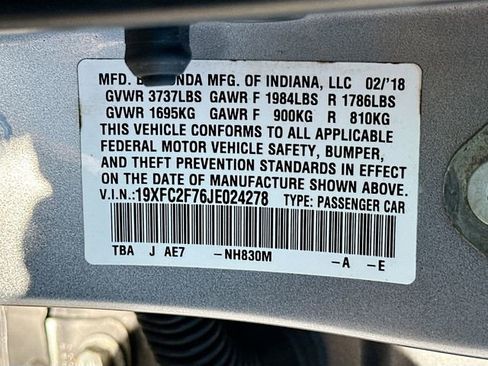 MFD. BY HONDA MFG. OF INDIANA, LLC 02/'18
GVWR 3737LBS GAWR F 1984LBS R 1786LBS
GVWR 1695KG GAWR F 900KG R 810KG
THIS VEHICLE CONFORMS TO ALL APPLICABLE
FEDERAL MOTOR VEHICLE SAFETY, BUMPER,
AND THEFT PREVENTION STANDARDS IN EFFECT
ON THE DATE OF MANUFACTURE SHOWN ABOVE.
V.I.N.:19XFC2F76JE024278 TYPE: PASSENGER CAR
TBA J AE7 -NH830M -A -E